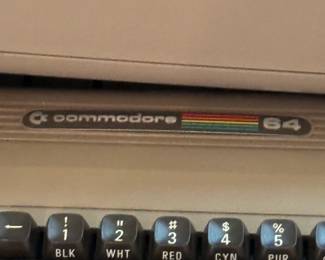 commodore 64
! " # $ %
← 1 2 3 4 5
BLK WHT RED CYN PUR